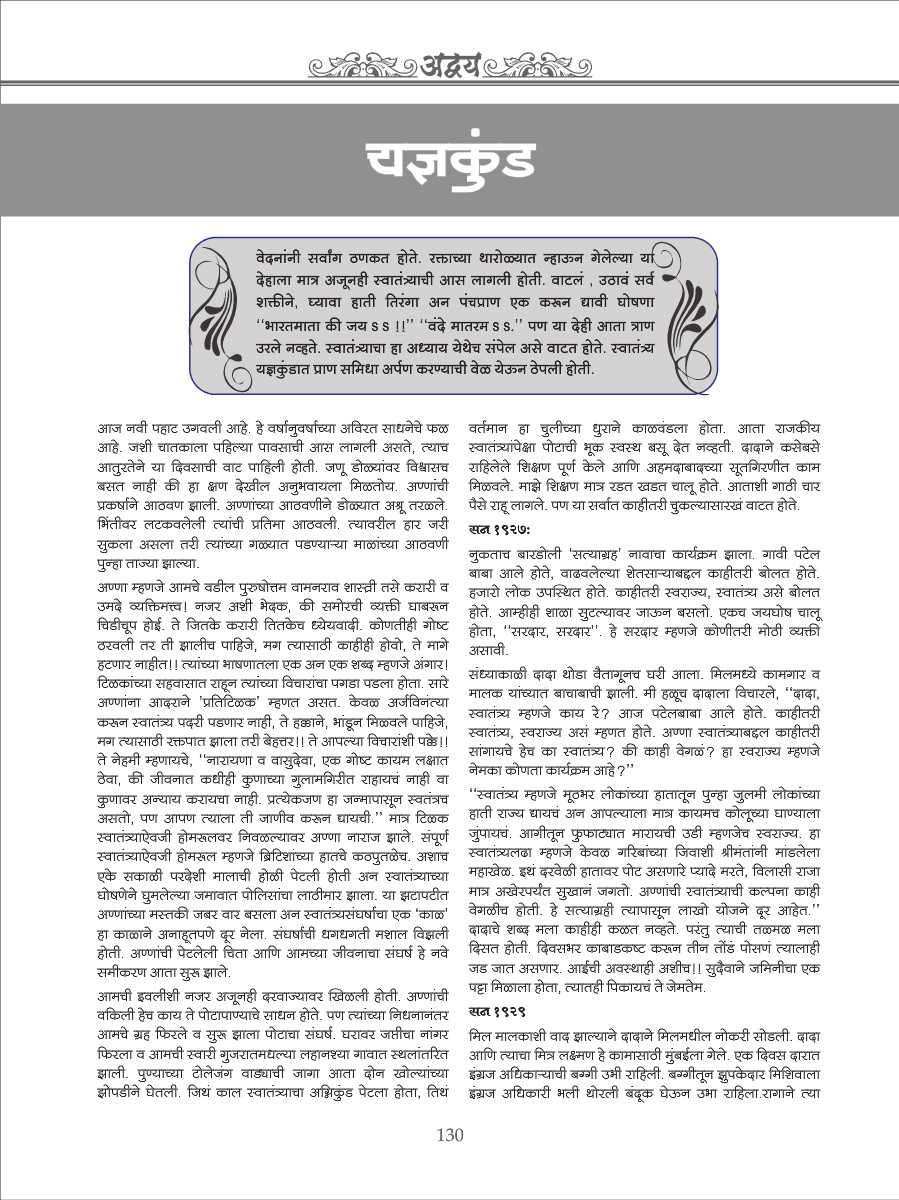 अद्वय
यज्ञकुंड
वेदनांनी सर्वांग ठणकत होते. रक्ताच्या थारोळ्यात न्हाऊन गेलेल्या या
देहाला मात्र अजूनही स्वातंत्र्याची आस लागली होती. वाटलं , उठावं सर्व
शक्तीने, घ्यावा हाती तिरंगा अन पंचप्राण एक करून द्यावी घोषणा
‘‘भारतमाता की जय ऽ ऽ !!’’ ‘‘वंदे मातरम ऽ ऽ.’’ पण या देही आता त्राण
उरले नव्हते. स्वातंत्र्याचा हा अध्याय येथेच संपेल असे वाटत होते. स्वातंत्र्य
यज्ञकुंडात प्राण समिधा अर्पण करण्याची वेळ येऊन ठेपली होती.
आज नवी पहाट उगवली आहे. हे वर्षानुवर्षाच्या अविरत साधनेचे फळ
आहे. जशी चातकाला पहिल्या पावसाची आस लागली असते, त्याच
आतुरतेने या दिवसाची वाट पाहिली होती. जणू डोळ्यांवर विश्वासच
बसत नाही की हा क्षण देखील अनुभवायला मिळतोय. अण्णांची
प्रकर्षाने आठवण झाली. अण्णांच्या आठवणीने डोळ्यात अश्रू तरळले.
भिंतीवर लटकवलेली त्यांची प्रतिमा आठवली. त्यावरील हार जरी
सुकला असला तरी त्यांच्या गळ्यात पडणाऱ्या माळांच्या आठवणी
पुन्हा ताज्या झाल्या.
अण्णा म्हणजे आमचे वडील पुरुषोत्तम वामनराव शास्त्री तसे करारी व
उमदे व्यक्तिमत्त्व! नजर अशी भेदक, की समोरची व्यक्ती घाबरून
चिडीचूप होई. ते जितके करारी तितकेच ध्येयवादी. कोणतीही गोष्ट
ठरवली तर ती झालीच पाहिजे, मग त्यासाठी काहीही होवो, ते मागे
हटणार नाहीत!! त्यांच्या भाषणातला एक अन एक शब्द म्हणजे अंगार!
टिळकांच्या सहवासात राहून त्यांच्या विचारांचा पगडा पडला होता. सारे
अण्णांना आदराने ’प्रतिटिळक’ म्हणत असत. केवळ अर्जविनंत्या
करून स्वातंत्र्य पदरी पडणार नाही, ते हक्काने, भांडून मिळवले पाहिजे,
मग त्यासाठी रक्तपात झाला तरी बेहत्तर!! ते आपल्या विचारांशी पक्के!!
ते नेहमी म्हणायचे, ‘‘नारायणा व वासुदेवा, एक गोष्ट कायम लक्षात
ठेवा, की जीवनात कधीही कुणाच्या गुलामगिरीत राहायचं नाही वा
कुणावर अन्याय करायचा नाही. प्रत्येकजण हा जन्मापासून स्वतंत्रच
असतो, पण आपण त्याला ती जाणीव करून द्यायची.’’ मात्र टिळक
स्वातंत्र्याऐवजी होमरूलवर निवळल्यावर अण्णा नाराज झाले. संपूर्ण
स्वातंत्र्याऐवजी होमरूल म्हणजे ब्रिटिशांच्या हातचे कठपुतळेच. अशाच
एके सकाळी परदेशी मालाची होळी पेटली होती अन स्वातंत्र्याच्या
घोषणेने घुमलेल्या जमावात पोलिसांचा लाठीमार झाला. या झटापटीत
अण्णांच्या मस्तकी जबर वार बसला अन स्वातंत्र्यसंघर्षाचा एक ‘काळ’
हा काळाने अनाहूतपणे दूर नेला. संघर्षाची धगधगती मशाल विझली
होती. अण्णांची पेटलेली चिता आणि आमच्या जीवनाचा संघर्ष हे नवे
समीकरण आता सुरू झाले.
आमची इवलीशी नजर अजूनही दरवाज्यावर खिळली होती. अण्णांची
वकिली हेच काय ते पोटापाण्याचे साधन होते. पण त्यांच्या निधनानंतर
आमचे ग्रह फिरले व सुरू झाला पोटाचा संघर्ष. घरावर जप्तीचा नांगर
फिरला व आमची स्वारी गुजरातमधल्या लहानश्या गावात स्थलांतरित
झाली. पुण्याच्या टोलेजंग वाड्याची जागा आता दोन खोल्यांच्या
झोपडीने घेतली. जिथं काल स्वातंत्र्याचा अग्निकुंड पेटला होता, तिथं
वर्तमान हा चुलीच्या धुराने काळवंडला होता. आता राजकीय
स्वातंत्र्यांपेक्षा पोटाची भूक स्वस्थ बसू देत नव्हती. दादाने कसेबसे
राहिलेले शिक्षण पूर्ण केले आणि अहमदाबादच्या सूतगिरणीत काम
मिळवले. माझे शिक्षण मात्र रडत खडत चालू होते. आताशी गाठी चार
पैसे राहू लागले. पण या सर्वात काहीतरी चुकल्यासारखं वाटत होते.
सन १९२७:
नुकताच बारडोली ‘सत्याग्रह’ नावाचा कार्यक्रम झाला. गावी पटेल
बाबा आले होते, वाढवलेल्या शेतसाऱ्याबद्दल काहीतरी बोलत होते.
हजारो लोक उपस्थित होते. काहीतरी स्वराज्य, स्वातंत्र्य असे बोलत
होते. आम्हीही शाळा सुटल्यावर जाऊन बसलो. एकच जयघोष चालू
होता, ‘‘सरदार, सरदार’’. हे सरदार म्हणजे कोणीतरी मोठी व्यक्ती
असावी.
संध्याकाळी दादा थोडा वैतागूनच घरी आला. मिलमध्ये कामगार व
मालक यांच्यात बाचाबाची झाली. मी हळूच दादाला विचारले, ‘‘दादा,
स्वातंत्र्य म्हणजे काय रे? आज पटेलबाबा आले होते. काहीतरी
स्वातंत्र्य, स्वराज्य असं म्हणत होते. अण्णा स्वातंत्र्याबद्दल काहीतरी
सांगायचे हेच का स्वातंत्र्य? की काही वेगळं? हा स्वराज्य म्हणजे
नेमका कोणता कार्यक्रम आहे?’’
‘‘स्वातंत्र्य म्हणजे मूठभर लोकांच्या हातातून पुन्हा जुलमी लोकांच्या
हाती राज्य द्यायचं अन आपल्याला मात्र कायमच कोलूच्या घाण्याला
जुंपायचं. आगीतून फुफाट्यात मारायची उडी म्हणजेच स्वराज्य. हा
स्वातंत्र्यलढा म्हणजे केवळ गरिबांच्या जिवाशी श्रीमंतांनी मांडलेला
महाखेळ. इथं दरवेळी हातावर पोट असणारे प्यादे मरते, विलासी राजा
मात्र अखेरपर्यंत सुखानं जगतो. अण्णांची स्वातंत्र्याची कल्पना काही
वेगळीच होती. हे सत्याग्रही त्यापासून लाखो योजने दूर आहेत.’’
दादाचे शब्द मला काहीही कळत नव्हते. परंतु त्याची तळमळ मला
दिसत होती. दिवसभर काबाडकष्ट करून तीन तोंडं पोसणं त्यालाही
जड जात असणार. आईची अवस्थाही अशीच!! सुदैवाने जमिनीचा एक
पट्टा मिळाला होता, त्यातही पिकायचं ते जेमतेम.
सन १९२९
मिल मालकाशी वाद झाल्याने दादाने मिलमधील नोकरी सोडली. दादा
आणि त्याचा मित्र लक्ष्मण हे कामासाठी मुंबईला गेले. एक दिवस दारात
इंग्रज अधिकाऱ्याची बग्गी उभी राहिली. बग्गीतून झुपकेदार मिशिवाला
इंग्रज अधिकारी भली थोरली बंदूक घेऊन उभा राहिला.रागाने त्या
130